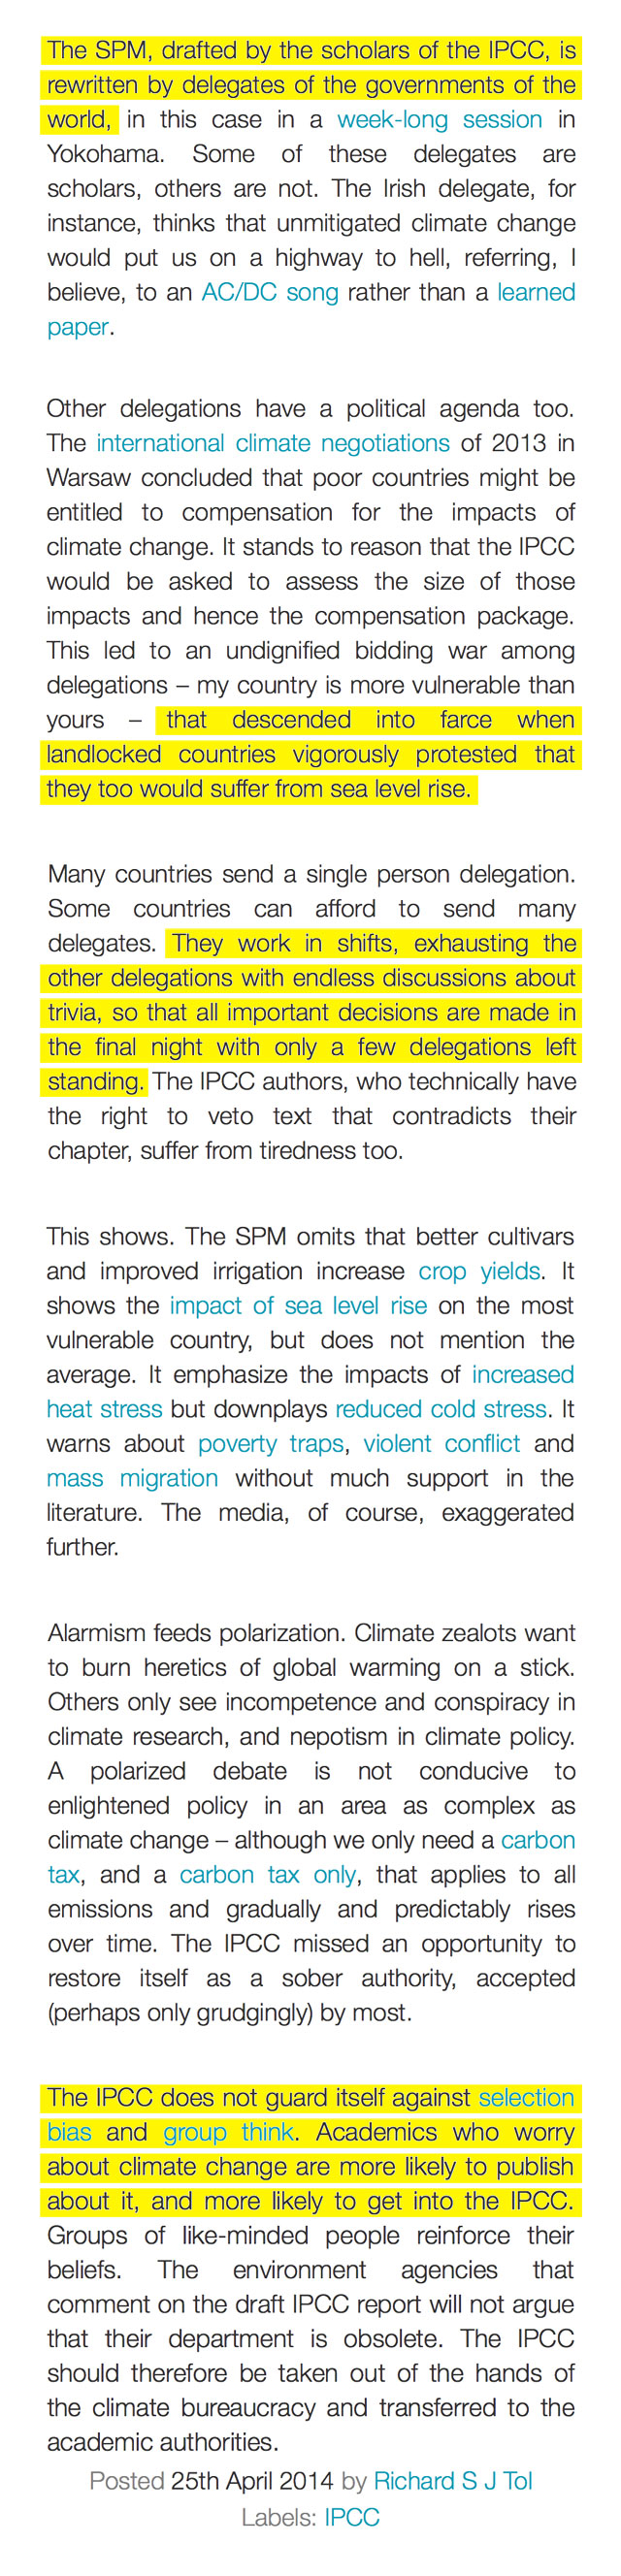 The SPM, drafted by the scholars of the IPCC, is
rewritten by delegates of the governments of the
world, in this case in a week-long session in
Yokohama. Some of these delegates are
scholars, others are not. The Irish delegate, for
instance, thinks that unmitigated climate change
would put us on a highway to hell, referring, I
believe, to an AC/DC song rather than a learned
paper.
Other delegations have a political agenda too.
The international climate negotiations of 2013 in
Warsaw concluded that poor countries might be
entitled to compensation for the impacts of
climate change. It stands to reason that the IPCC
would be asked to assess the size of those
impacts and hence the compensation package.
This led to an undignified bidding war among
delegations – my country is more vulnerable than
yours – that descended into farce when
landlocked countries vigorously protested that
they too would suffer from sea level rise.
Many countries send a single person delegation.
Some countries can afford to send many
delegates. They work in shifts, exhausting the
other delegations with endless discussions about
trivia, so that all important decisions are made in
the final night with only a few delegations left
standing. The IPCC authors, who technically have
the right to veto text that contradicts their
chapter, suffer from tiredness too.
This shows. The SPM omits that better cultivars
and improved irrigation increase crop yields. It
shows the impact of sea level rise on the most
vulnerable country, but does not mention the
average. It emphasize the impacts of increased
heat stress but downplays reduced cold stress. It
warns about poverty traps, violent conflict and
mass migration without much support in the
literature. The media, of course, exaggerated
further.
Alarmism feeds polarization. Climate zealots want
to burn heretics of global warming on a stick.
Others only see incompetence and conspiracy in
climate research, and nepotism in climate policy.
A polarized debate is not conducive to
enlightened policy in an area as complex as
climate change – although we only need a carbon
tax, and a carbon tax only, that applies to all
emissions and gradually and predictably rises
over time. The IPCC missed an opportunity to
restore itself as a sober authority, accepted
(perhaps only grudgingly) by most.
The IPCC does not guard itself against selection
bias and group think. Academics who worry
about climate change are more likely to publish
about it, and more likely to get into the IPCC.
Groups of like-minded people reinforce their
beliefs. The environment agencies that
comment on the draft IPCC report will not argue
that their department is obsolete. The IPCC
should therefore be taken out of the hands of
the climate bureaucracy and transferred to the
academic authorities.
Posted 25th April 2014 by Richard S J Tol
Labels: IPCC